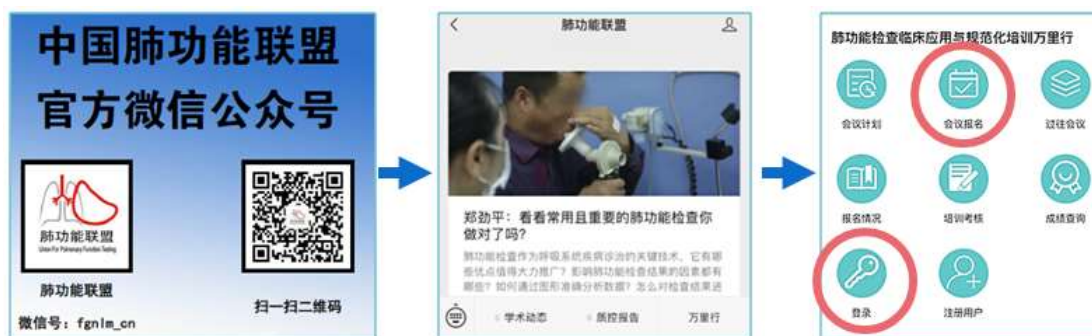 中国肺功能联盟
官方微信公众号
肺功能联盟
Union For Pulmonary Function Testing
肺功能联盟
微信号：fgnlm_cn
扫一扫二维码
肺功能联盟
郑劲平：看看常用且重要的肺功能检查你
做对了吗？
肺功能检查作为呼吸系统疾病诊治的关键技术，它有哪
些优点值得大力推广？影响肺功能检查结果的因素都有
哪些？如何通过图形准确分析数据？怎么对检查结果进
学术动态
质控报告
万里行
肺功能检查临床应用与规范化培训万里行
会议计划
会议报名
过往会议
报名情况
培训考核
成绩查询
登录
注册用户